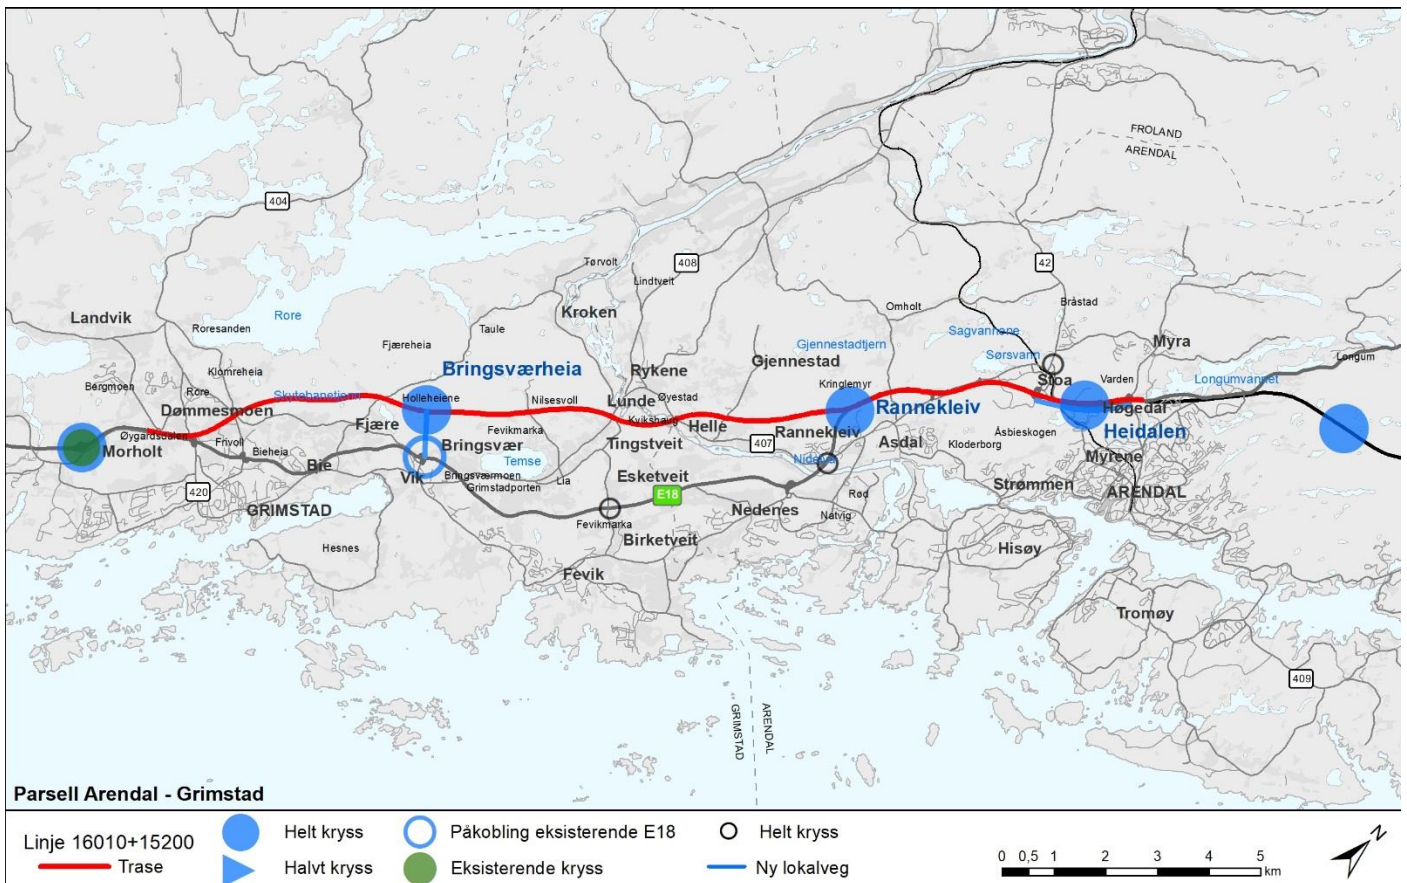 FROLAND
ARENDAL
404
408
42
Tørvolt
Lindtveit
Omholt
Bråstad
Landvik
Roresanden
Rore
Fjæreheia
Taule
Kroken
Gjennestadtjern
Sagvannene
Sørsvann
Myra
Longum
Bergmoen
Klomreheia
Rore
Skytebanetjenn
Bringsværheia
Holleheiene
Nilsesvoll
Rykene
Øyestad
Gjennestad
Kringlemyr
Stoa
Varden
Longumvannet
Dømmesmoen
Fjære
Lunde
Kvikshaug
Helle
Rannekleiv
Høgedal
Øygardsdalen
Morholt
Frivoll
Bieheia
Bie
Bringsvær
Fevikmarka
Temse
Tingstveit
407
Rannekleiv
Nidelva
Asdal
Kloderborg
Åsbieskogen
Heidalen
Myrene
Vik
Bringsværmoen
Grimstadporten
Lia
Esketveit
E18
Nedenes
Rød
Natvig
Strømmen
ARENDAL
420
GRIMSTAD
Fevikmarka
Birketveit
Hesnes
Fevik
Hisøy
Tromøy
409
GRIMSTAD
ARENDAL
Parsell Arendal - Grimstad
Linje 16010+15200
Trase
Helt kryss
Halvt kryss
Påkobling eksisterende E18
Eksisterende kryss
Helt kryss
Ny lokalveg
0 0,5 1 2 3 4 5
km
N